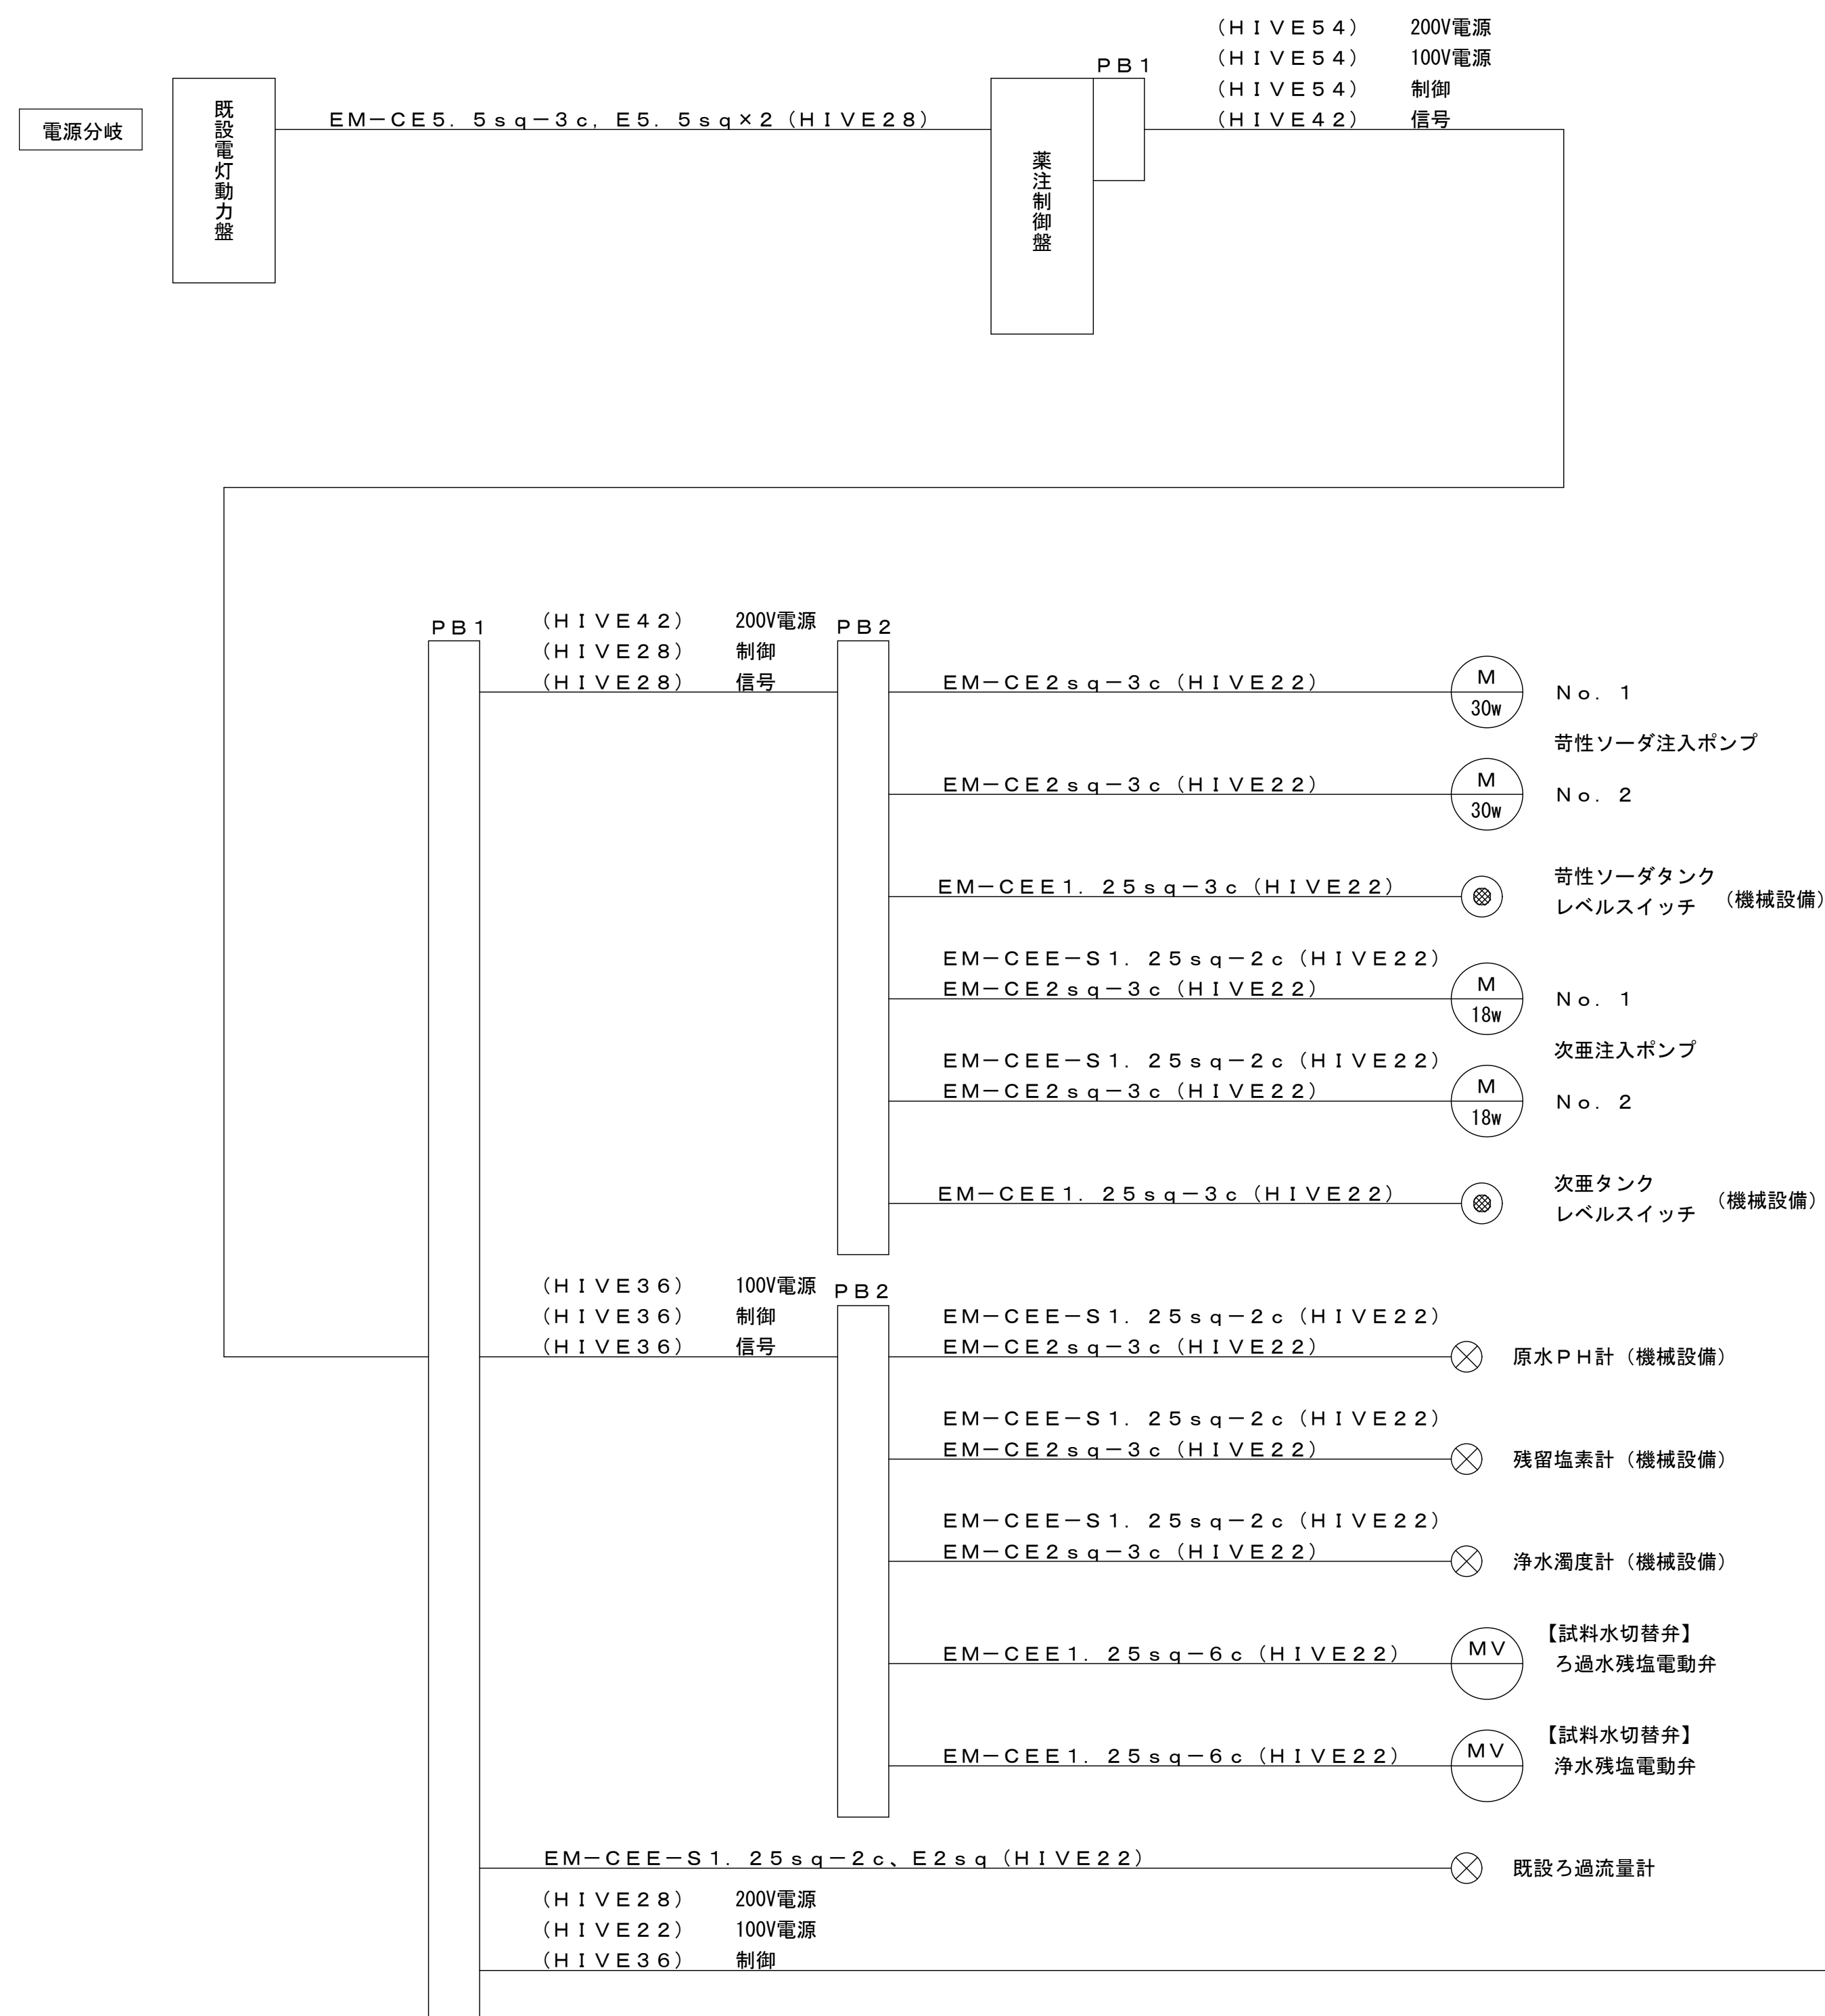 （ＨＩＶＥ５４） 200V電源
（ＨＩＶＥ５４） 100V電源
（ＨＩＶＥ５４） 制御
（ＨＩＶＥ４２） 信号
ＰＢ１
電源分岐
既設電灯動力盤
ＥＭ－ＣＥ５．５ｓｑ－３ｃ，Ｅ５．５ｓｑ×２（ＨＩＶＥ２８）
薬注制御盤
ＰＢ１
（ＨＩＶＥ４２） 200V電源
（ＨＩＶＥ２８） 制御
（ＨＩＶＥ２８） 信号
ＰＢ２
ＥＭ－ＣＥ２ｓｑ－３ｃ（ＨＩＶＥ２２）
Ｍ
30w
Ｎｏ．１
苛性ソーダ注入ポンプ
ＥＭ－ＣＥ２ｓｑ－３ｃ（ＨＩＶＥ２２）
Ｍ
30w
Ｎｏ．２
ＥＭ－ＣＥＥ１．２５ｓｑ－３ｃ（ＨＩＶＥ２２）
苛性ソーダタンク
レベルスイッチ （機械設備）
ＥＭ－ＣＥＥ－Ｓ１．２５ｓｑ－２ｃ（ＨＩＶＥ２２）
ＥＭ－ＣＥ２ｓｑ－３ｃ（ＨＩＶＥ２２）
Ｍ
18w
Ｎｏ．１
次亜注入ポンプ
ＥＭ－ＣＥＥ－Ｓ１．２５ｓｑ－２ｃ（ＨＩＶＥ２２）
ＥＭ－ＣＥ２ｓｑ－３ｃ（ＨＩＶＥ２２）
Ｍ
18w
Ｎｏ．２
ＥＭ－ＣＥＥ１．２５ｓｑ－３ｃ（ＨＩＶＥ２２）
次亜タンク
レベルスイッチ （機械設備）
（ＨＩＶＥ３６） 100V電源
（ＨＩＶＥ３６） 制御
（ＨＩＶＥ３６） 信号
ＰＢ２
ＥＭ－ＣＥＥ－Ｓ１．２５ｓｑ－２ｃ（ＨＩＶＥ２２）
ＥＭ－ＣＥ２ｓｑ－３ｃ（ＨＩＶＥ２２）
原水ＰＨ計（機械設備）
ＥＭ－ＣＥＥ－Ｓ１．２５ｓｑ－２ｃ（ＨＩＶＥ２２）
ＥＭ－ＣＥ２ｓｑ－３ｃ（ＨＩＶＥ２２）
残留塩素計（機械設備）
ＥＭ－ＣＥＥ－Ｓ１．２５ｓｑ－２ｃ（ＨＩＶＥ２２）
ＥＭ－ＣＥ２ｓｑ－３ｃ（ＨＩＶＥ２２）
浄水濁度計（機械設備）
ＥＭ－ＣＥＥ１．２５ｓｑ－６ｃ（ＨＩＶＥ２２）
ＭＶ
【試料水切替弁】
ろ過水残塩電動弁
ＥＭ－ＣＥＥ１．２５ｓｑ－６ｃ（ＨＩＶＥ２２）
ＭＶ
【試料水切替弁】
浄水残塩電動弁
ＥＭ－ＣＥＥ－Ｓ１．２５ｓｑ－２ｃ、Ｅ２ｓｑ（ＨＩＶＥ２２）
既設ろ過流量計
（ＨＩＶＥ２８） 200V電源
（ＨＩＶＥ２２） 100V電源
（ＨＩＶＥ３６） 制御